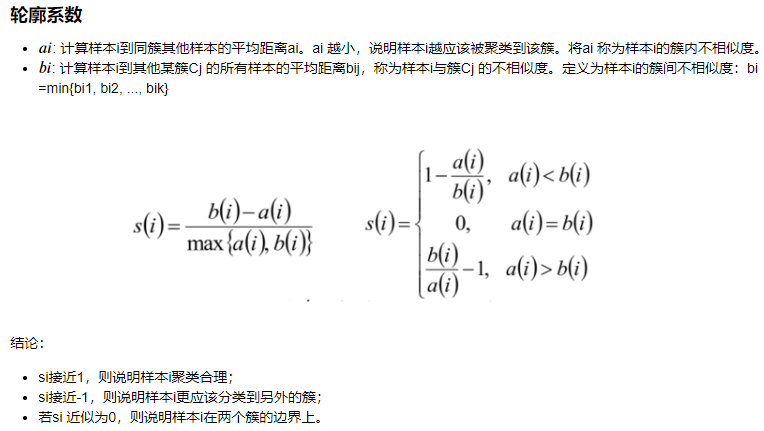 轮廓系数
• ai: 计算样本i到同簇其他样本的平均距离ai。ai 越小，说明样本i越应该被聚类到该簇。将ai 称为样本i的簇内不相似度。
• bi: 计算样本i到其他某簇Cj 的所有样本的平均距离bij，称为样本i与簇Cj 的不相似度。定义为样本i的簇间不相似度：bi
=min{bi1, bi2, ..., bik}
s(i)= b(i)−a(i) / max{a(i), b(i)}
s(i)= { 1− a(i)/b(i), a(i)<b(i)
0, a(i)=b(i)
b(i)/a(i) −1, a(i)>b(i)
结论：
• si接近1，则说明样本i聚类合理；
• si接近-1，则说明样本i更应该分类到另外的簇；
• 若si 近似为0，则说明样本i在两个簇的边界上。